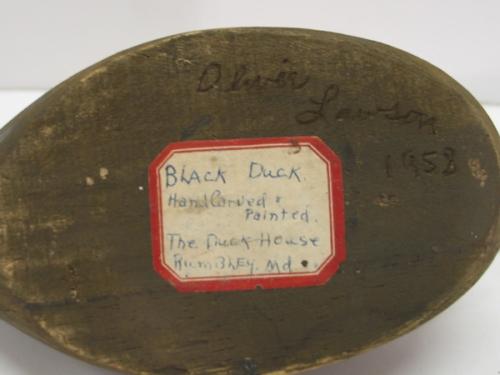 Oliver
Lawson
1958
BLACK DUCK.
Hand Carved &
Painted.
The Duck House
Rumbley. Md.